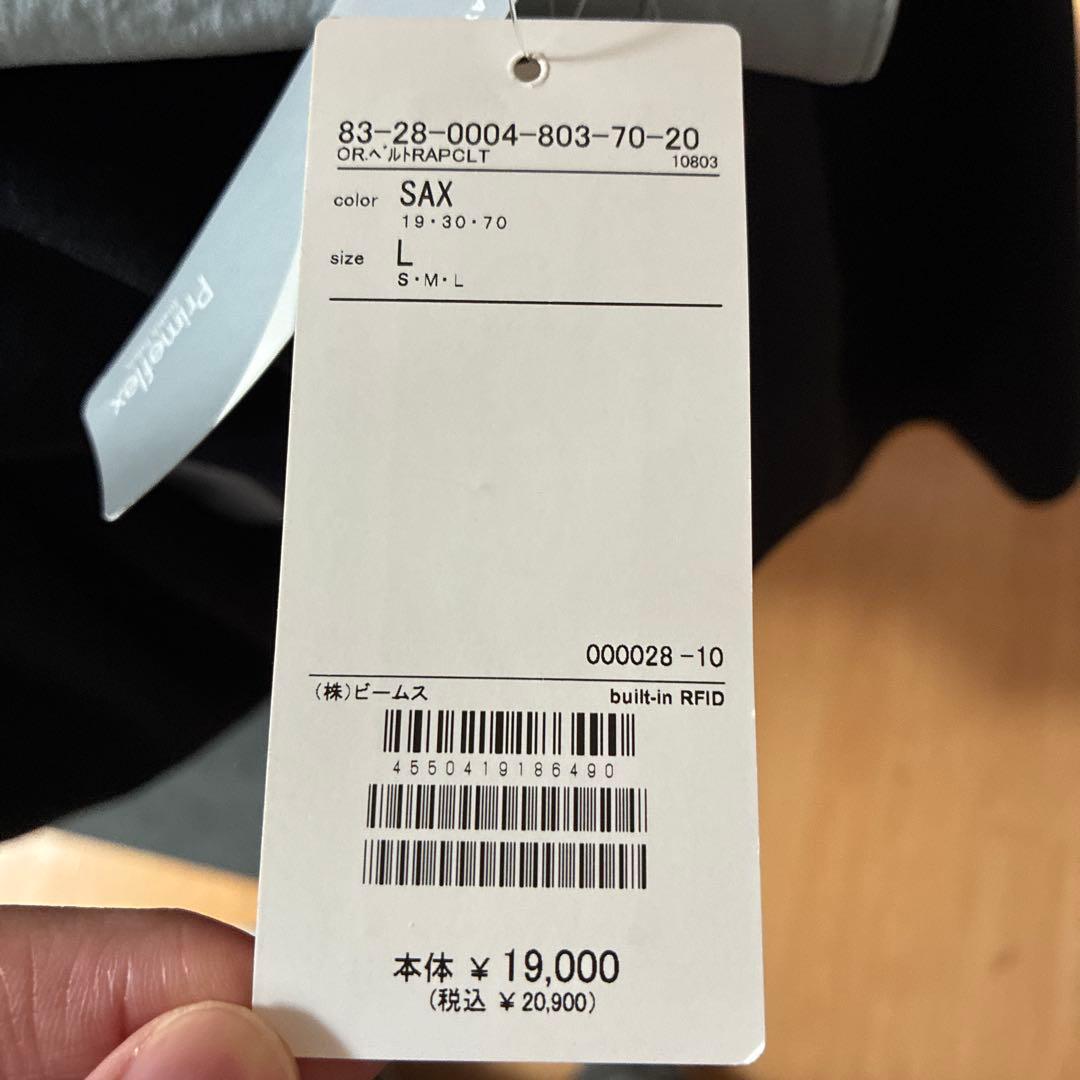 83-28-0004-803-70-20
OR.ベルトRAPCLT 10803
color SAX
19・30・70
size L
S・M・L
000028-10
(株)ビームス built-in RFID
4550419186490
本体 ¥ 19,000
(税込 ¥ 20,900)
Primeflex